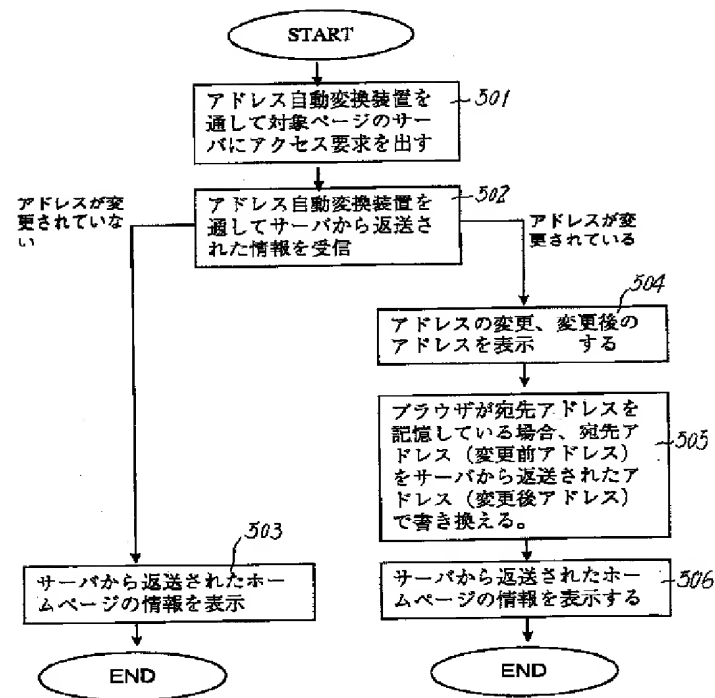 START
アドレス自動変換装置を
通して対象ページのサー
バにアクセス要求を出す
501
アドレス自動変換装置を
通してサーバから返送さ
れた情報を受信
502
アドレスが変
更されていな
い
アドレスが変
更されている
504
アドレスの変更、変更後の
アドレスを表示 する
ブラウザが宛先アドレスを
記憶している場合、宛先ア
ドレス（変更前アドレス）
をサーバから返送されたア
ドレス（変更後アドレス）
で書き換える。
505
503
サーバから返送されたホー
ムページの情報を表示
サーバから返送されたホー
ムページの情報を表示する
506
END
END